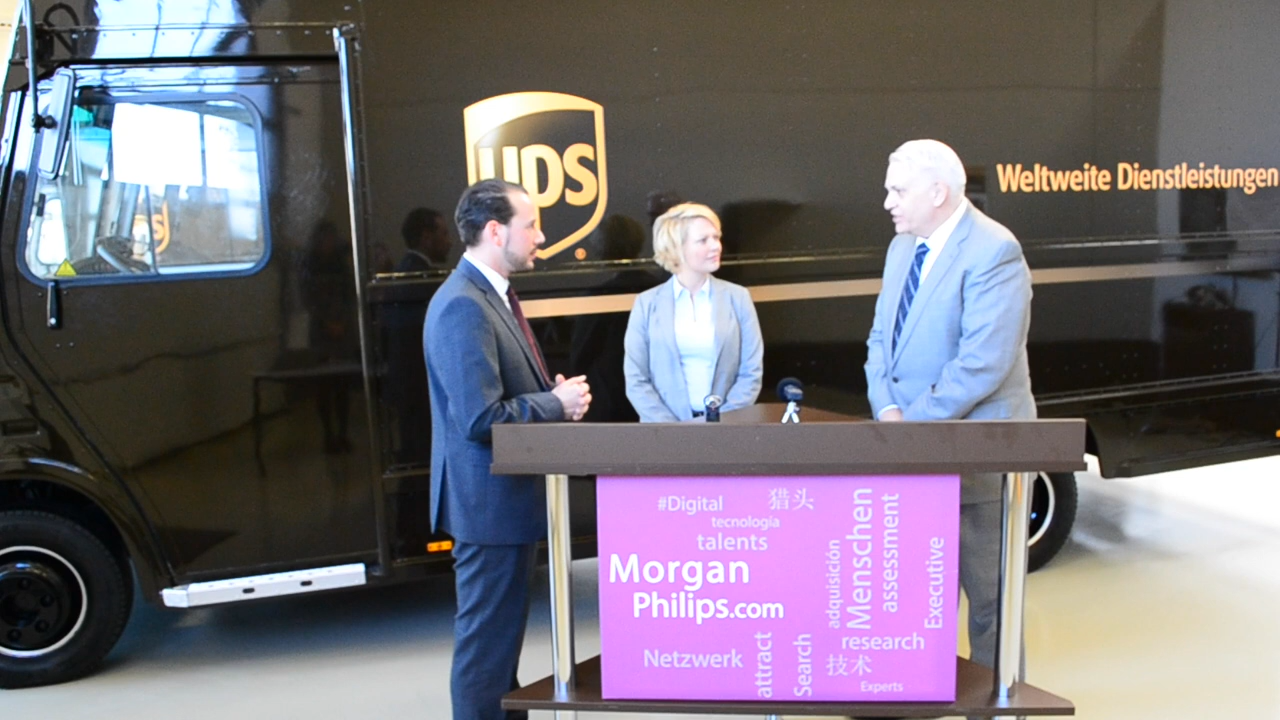 UPS
Weltweite Dienstleistungen
#Digital
猎头
tecnología
talents
Morgan
Philips.com
adquisición
Menschen
assessment
Executive
research
Netzwerk
attract
Search
技术
Experts